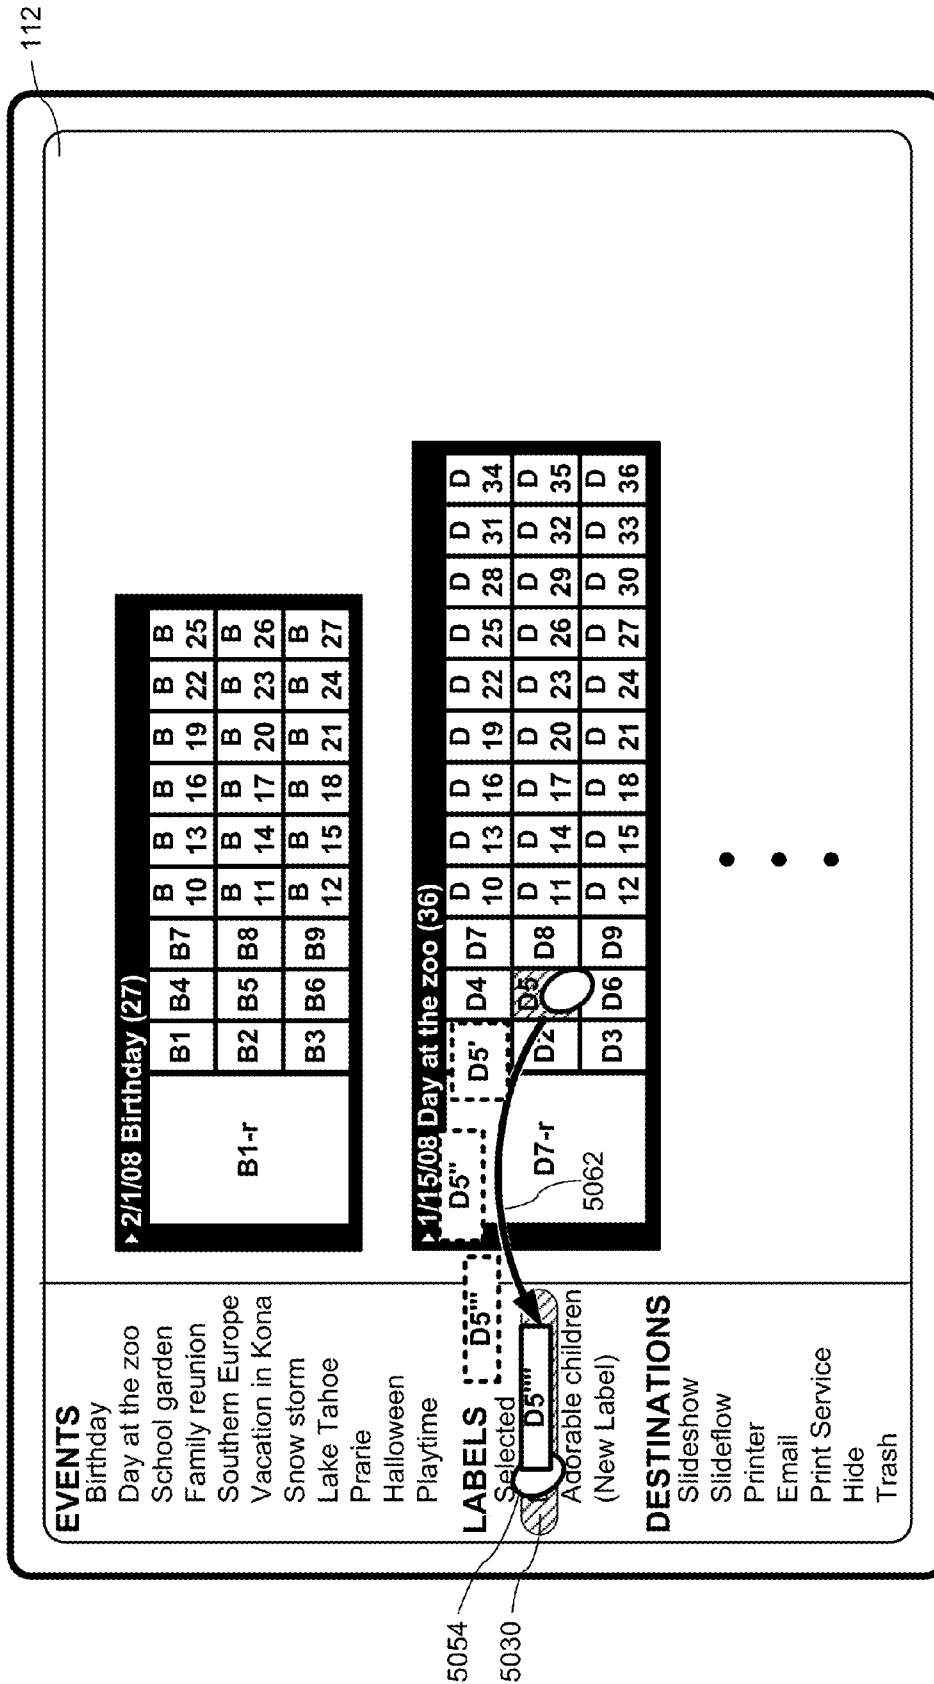 112
EVENTS
Birthday
Day at the zoo
School garden
Family reunion
Southern Europe
Vacation in Kona
Snow storm
Lake Tahoe
Prarie
Halloween
Playtime
LABELS
Selected
D5''''
Adorable children
(New Label)
DESTINATIONS
Slideshow
Slideflow
Printer
Email
Print Service
Hide
Trash
2/1/08 Birthday (27)
B1-r
B1 B4 B7 B 10 B 13 B 16 B 19 B 22 B 25
B2 B5 B8 B 11 B 14 B 17 B 20 B 23 B 26
B3 B6 B9 B 12 B 15 B 18 B 21 B 24 B 27
1/15/08 Day at the zoo (36)
D5''' D5'' D5' D4 D7 D 10 D 13 D 16 D 19 D 22 D 25 D 28 D 31 D 34
D7-r D2 D5 D8 D 11 D 14 D 17 D 20 D 23 D 26 D 29 D 32 D 35
D3 D6 D9 D 12 D 15 D 18 D 21 D 24 D 27 D 30 D 33 D 36
5062
5054
5030